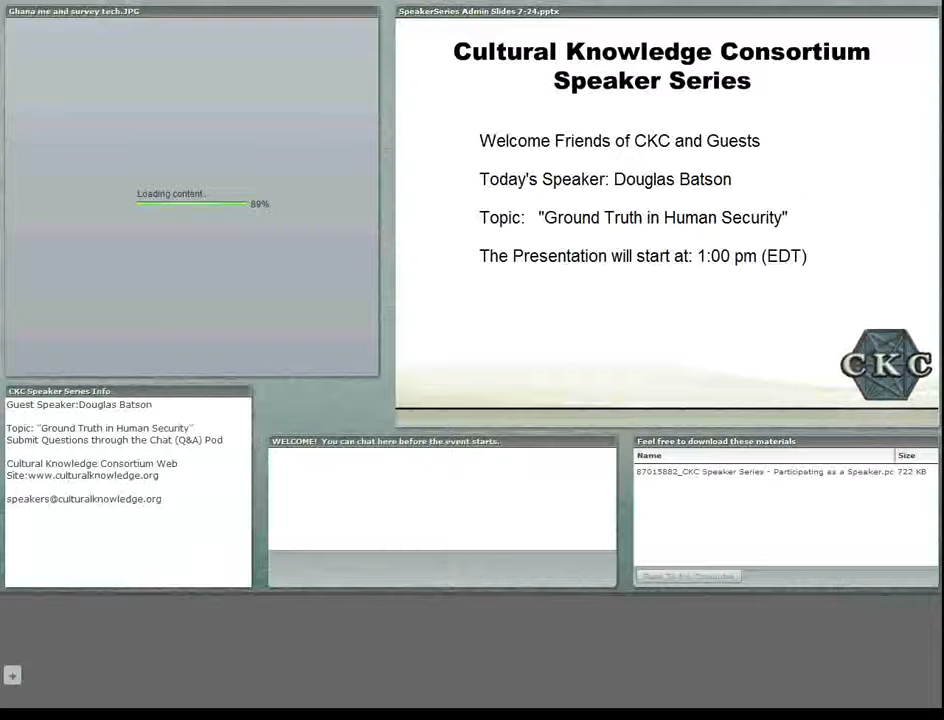 Ghana me and survey tech.JPG
Loading content..
89%
SpeakerSeries Admin Slides 7-24.pptx
Cultural Knowledge Consortium
Speaker Series
Welcome Friends of CKC and Guests
Today's Speaker: Douglas Batson
Topic: "Ground Truth in Human Security"
The Presentation will start at: 1:00 pm (EDT)
CKC
CKC Speaker Series Info
Guest Speaker:Douglas Batson
Topic: "Ground Truth in Human Security"
Submit Questions through the Chat (Q&A) Pod
Cultural Knowledge Consortium Web
Site:www.culturalknowledge.org
speakers@culturalknowledge.org
WELCOME! You can chat here before the event starts.
Feel free to download these materials
Name Size
87015882_CKC Speaker Series - Participating as a Speaker.pc 722 KB